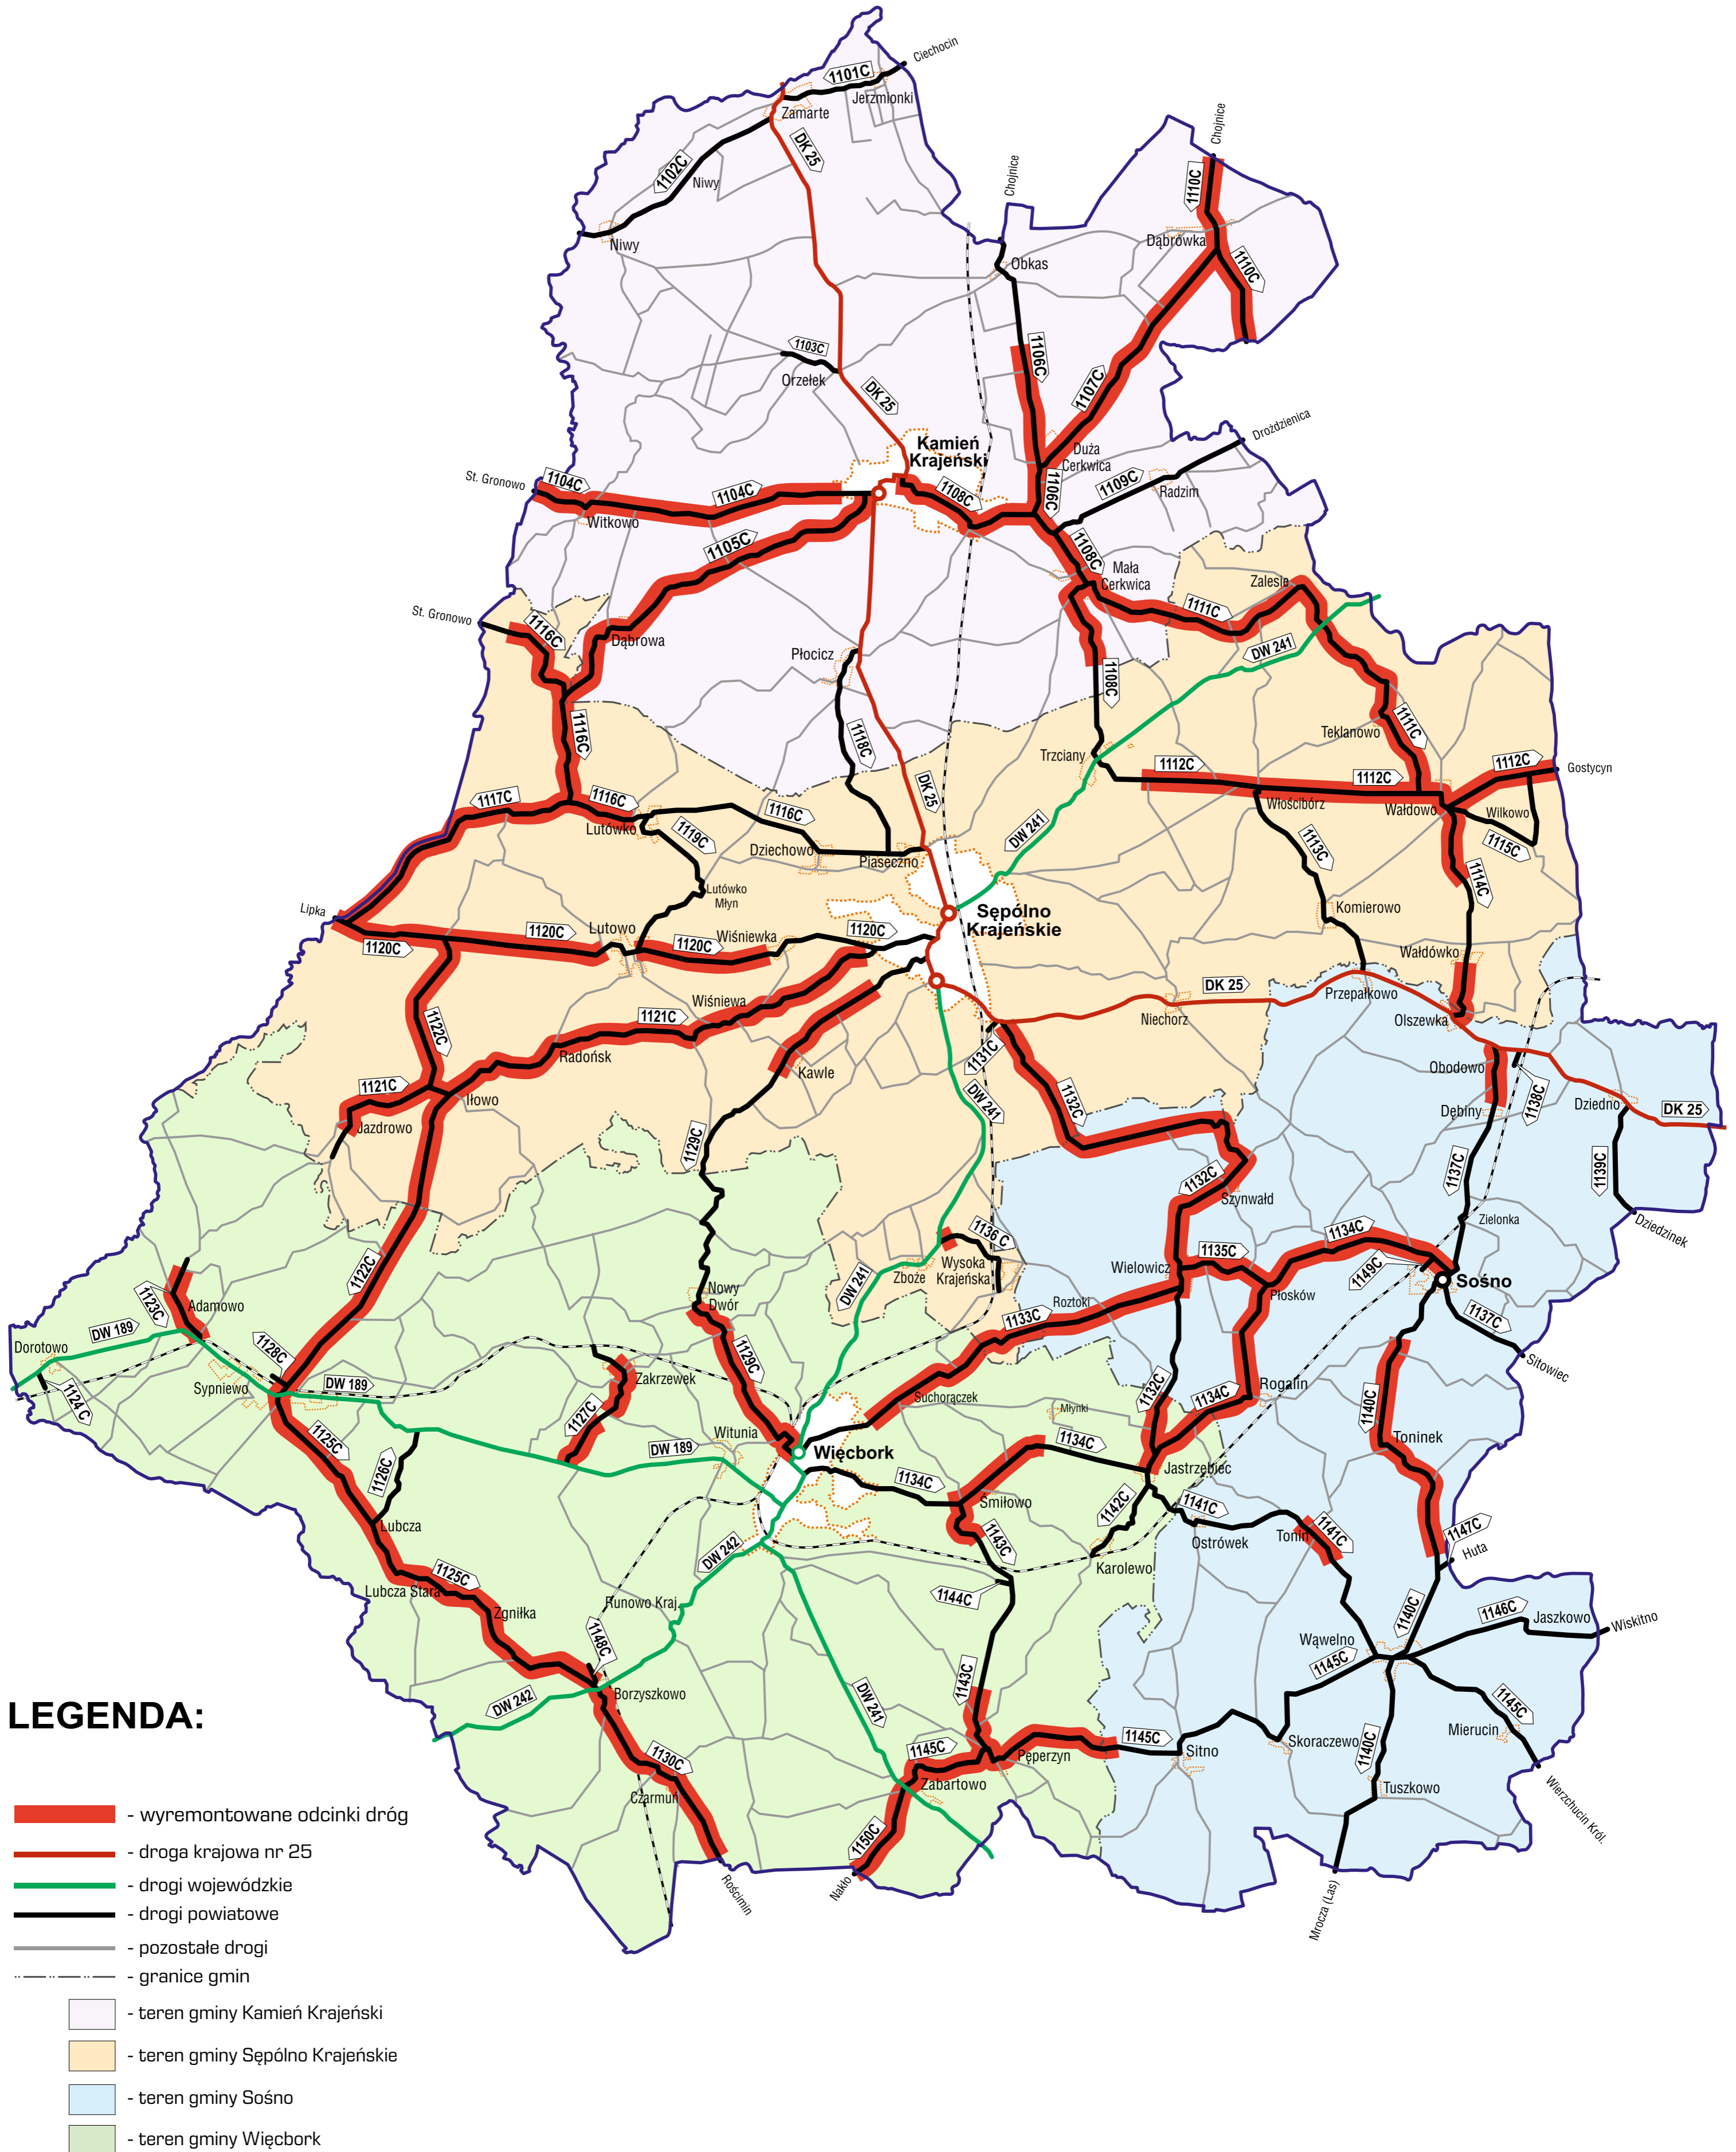 Ciechocin
1101C
Jerzmionki
Zamarte
Chojnice
DK 25
1102C
Niwy
Chojnice
1110C
Niwy
Dąbrówka
Obkas
1110C
1103C
1106C
Orzełek
1107C
DK 25
Drożdzienica
Kamień
Krajeński
Duża
Cerkwica
St. Gronowo
1104C
1104C
1108C
1106C
1109C
Radzim
Witkowo
1105C
1108C
Mała
Cerkwica
Zalesie
St. Gronowo
1116C
1111C
Dąbrowa
Płocicz
DW 241
1108C
1116C
1118C
Teklanowo
1111C
Trzciany
1112C
1112C
1112C
Gostycyn
DK 25
1117C
1116C
1116C
Włościbórz
Wałdowo
Wilkowo
Lutówko
1119C
DW 241
Dziechowo
Piaseczno
1113C
1115C
1114C
Lutówko
Młyn
Lipka
Sępólno
Krajeńskie
Komierowo
1120C
1120C
Lutowo
1120C
Wiśniewka
1120C
Wałdówko
DK 25
Przepałkowo
Wiśniewa
1121C
Niechorz
Olszewka
1122C
Radońsk
1131C
Kawle
Obodowo
1138C
1121C
Iłowo
DW 241
1132C
Dębiny
Dziedno
DK 25
Jazdrowo
1129C
1137C
1139C
1132C
Szynwałd
Dziedzinek
Zielonka
1136 C
1134C
1122C
Zboże
Wysoka
Krajeńska
Wielowicz
1135C
1149C
Sośno
Adamowo
1123C
DW 241
Nowy
Dwór
Płosków
1133C
Roztoki
1137C
DW 189
Dorotowo
1128C
1129C
Sitowiec
Sypniewo
DW 189
Zakrzewek
Suchorączek
1132C
1134C
Rogalin
1140C
1124 C
1127C
Młynki
1125C
Witunia
DW 189
Więcbork
1134C
Toninek
1126C
1134C
Jastrzębiec
Śmiłowo
1142C
1141C
Lubcza
1143C
Ostrówek
Tonin
1141C
1147C
Huta
DW 242
Karolewo
Lubcza Stara
1125C
1144C
Runowo Kraj.
Zgniłka
1140C
1146C
Jaszkowo
Wiskitno
1148C
Wąwelno
1145C
1143C
Borzyszkowo
DW 242
DW 241
1145C
Mierucin
LEGENDA:
1145C
1145C
Pęperzyn
Sitno
Skoraczewo
1140C
1130C
Zabartowo
Tuszkowo
Wierzchucin Król.
Czarmuń
1150C
Nakło
Rościmin
Mrocza (Las)
- wyremontowane odcinki dróg
- droga krajowa nr 25
- drogi wojewódzkie
- drogi powiatowe
- pozostałe drogi
- granice gmin
- teren gminy Kamień Krajeński
- teren gminy Sępólno Krajeńskie
- teren gminy Sośno
- teren gminy Więcbork